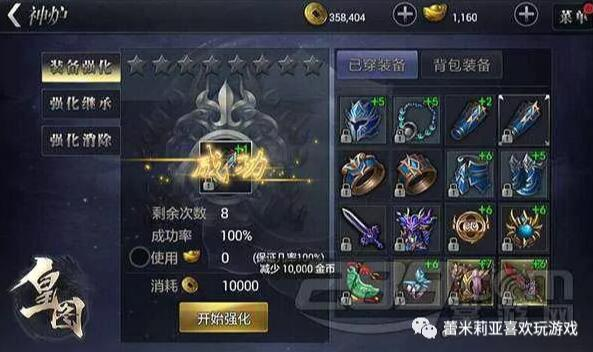 神炉
358,404
1,160
菜单
装备强化
强化继承
强化消除
已穿装备
背包装备
+5
+5
+2
+1
成功
+6
+5
+6
+6
+6
+7
+6
剩余次数 8
成功率 100%
使用 0 (保证几率100%)
减少 10,000 金币
消耗 10000
开始强化
皇图
蕾米莉亚喜欢玩游戏